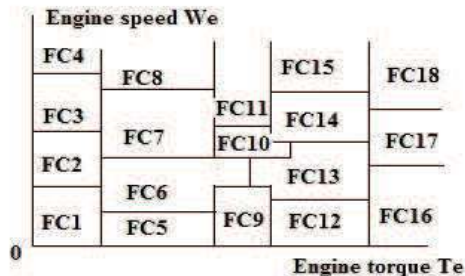 Engine speed We
FC4
FC8
FC15
FC18
FC3
FC11
FC7
FC10
FC14
FC17
FC2
FC6
FC13
FC1
FC5
FC9
FC12
FC16
0
Engine torque Te